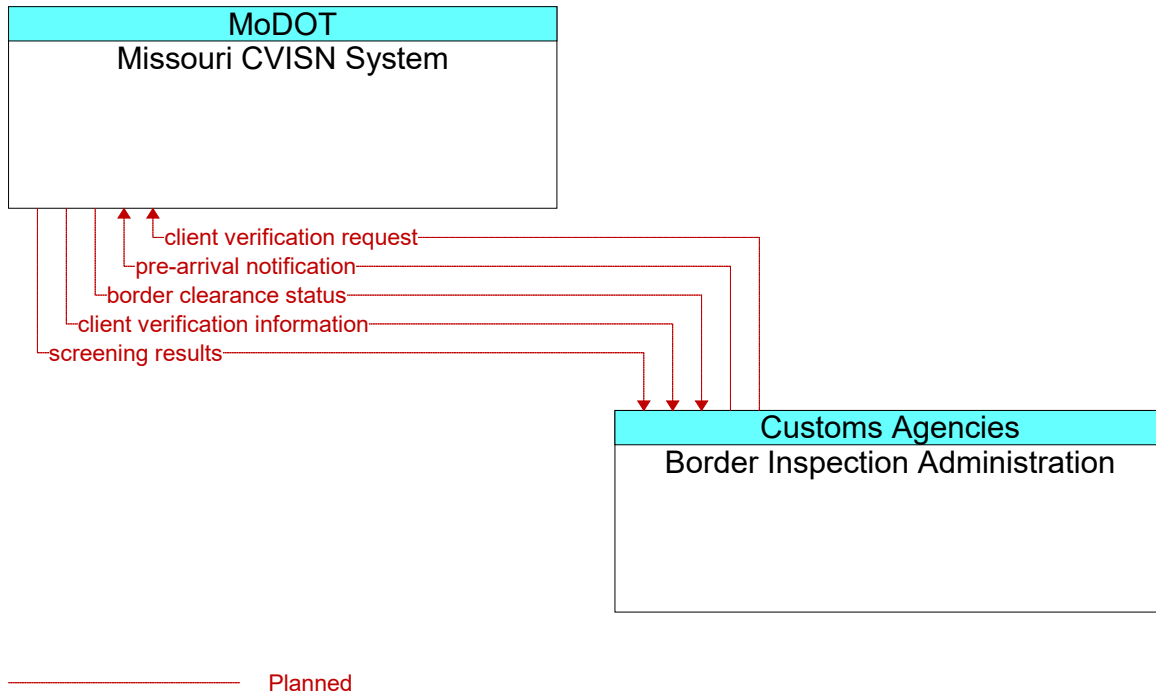 MoDOT
Missouri CVISN System
client verification request
pre-arrival notification
border clearance status
client verification information
screening results
Customs Agencies
Border Inspection Administration
Planned